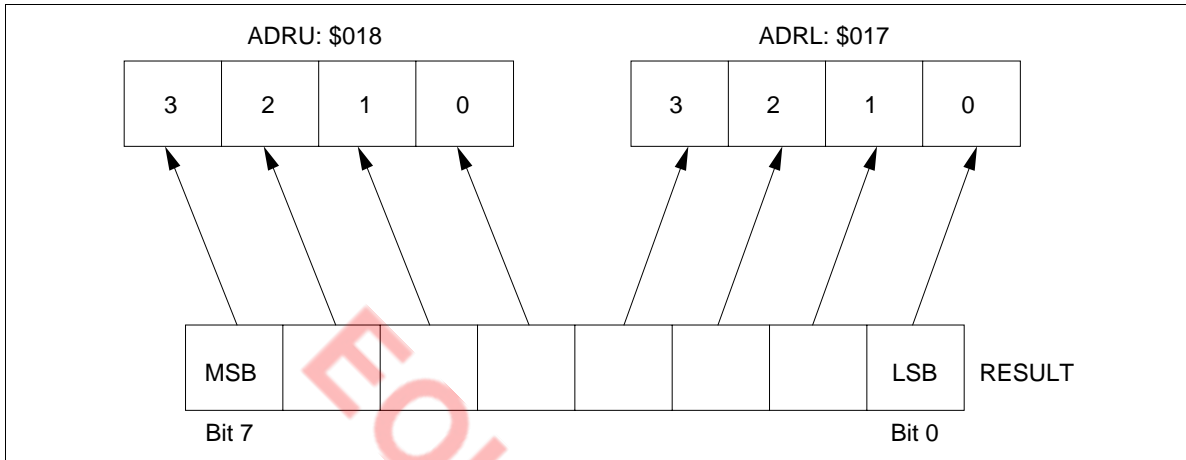 ADRU: $018 ADRL: $017
3 2 1 0 3 2 1 0
MSB LSB RESULT
Bit 7 Bit 0